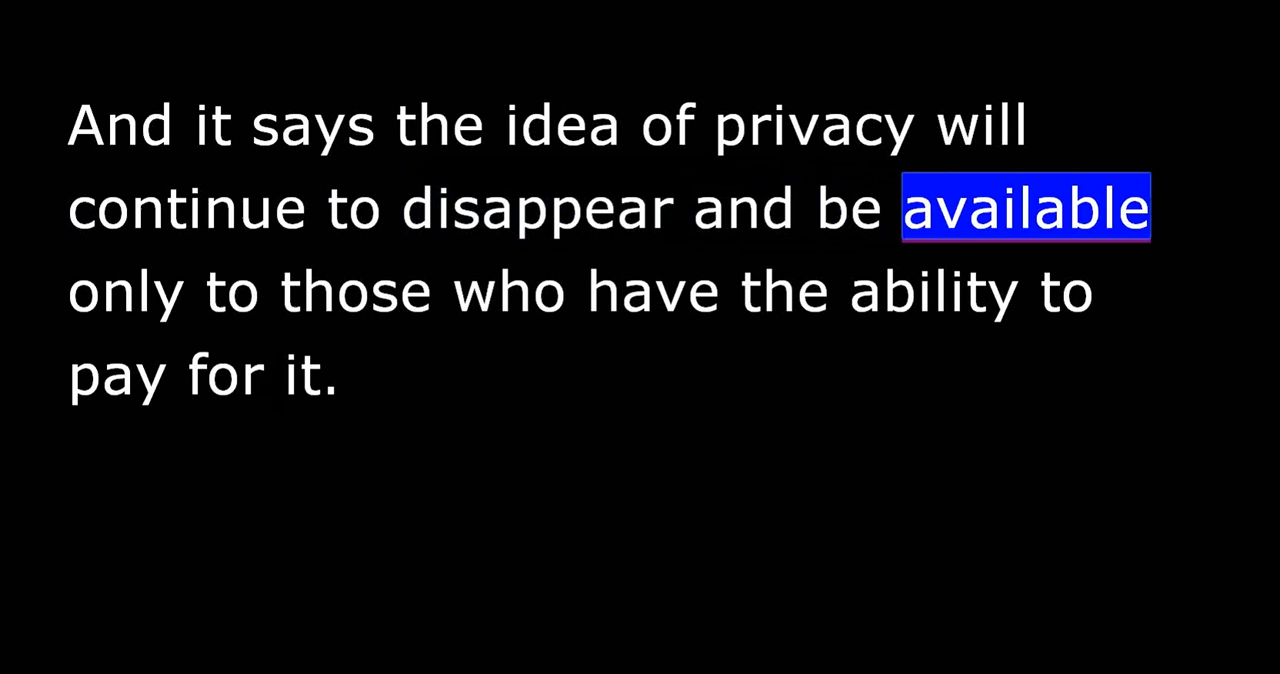 And it says the idea of privacy will
continue to disappear and be available
only to those who have the ability to
pay for it.